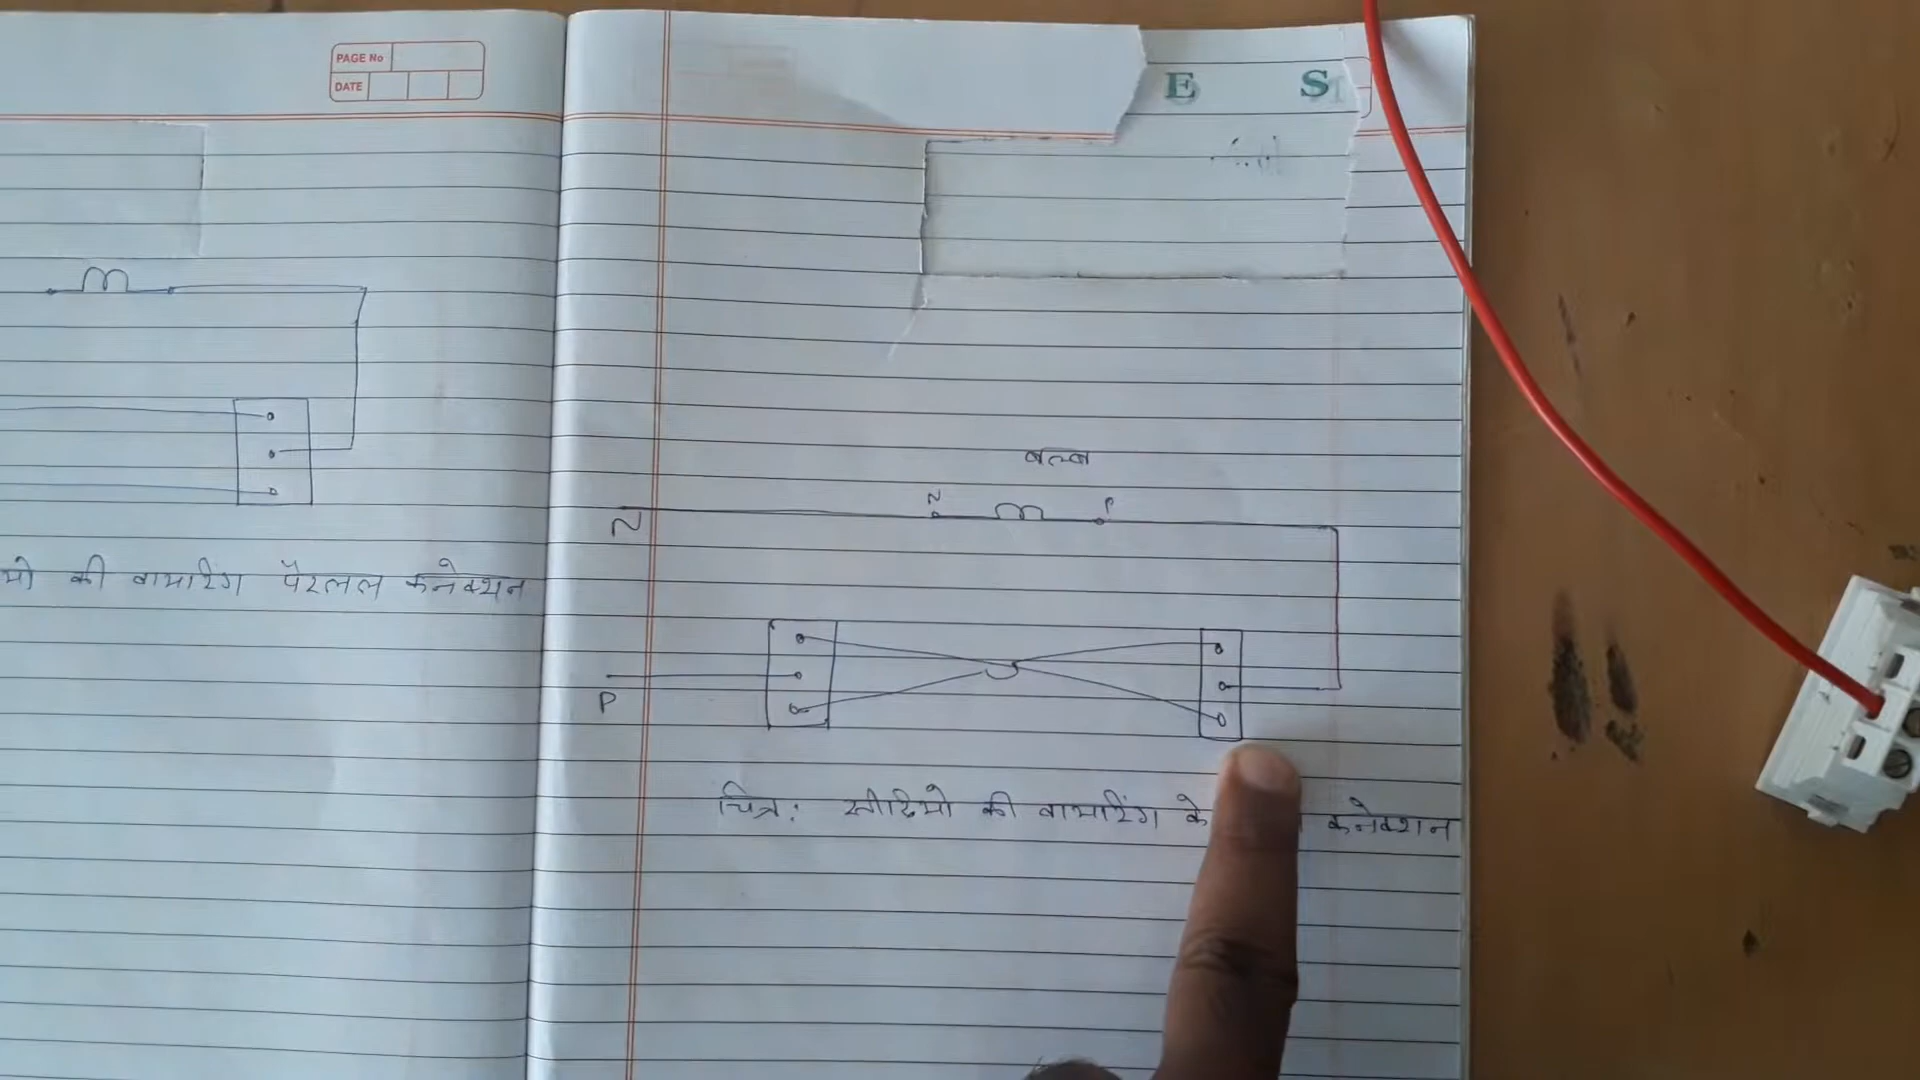 PAGE No
DATE
E S
की वायरिंग पैरलल कनेक्शन
बल्ब
N P
N
P
चित्र: सीढियो की वायरिंग के कनेक्शन